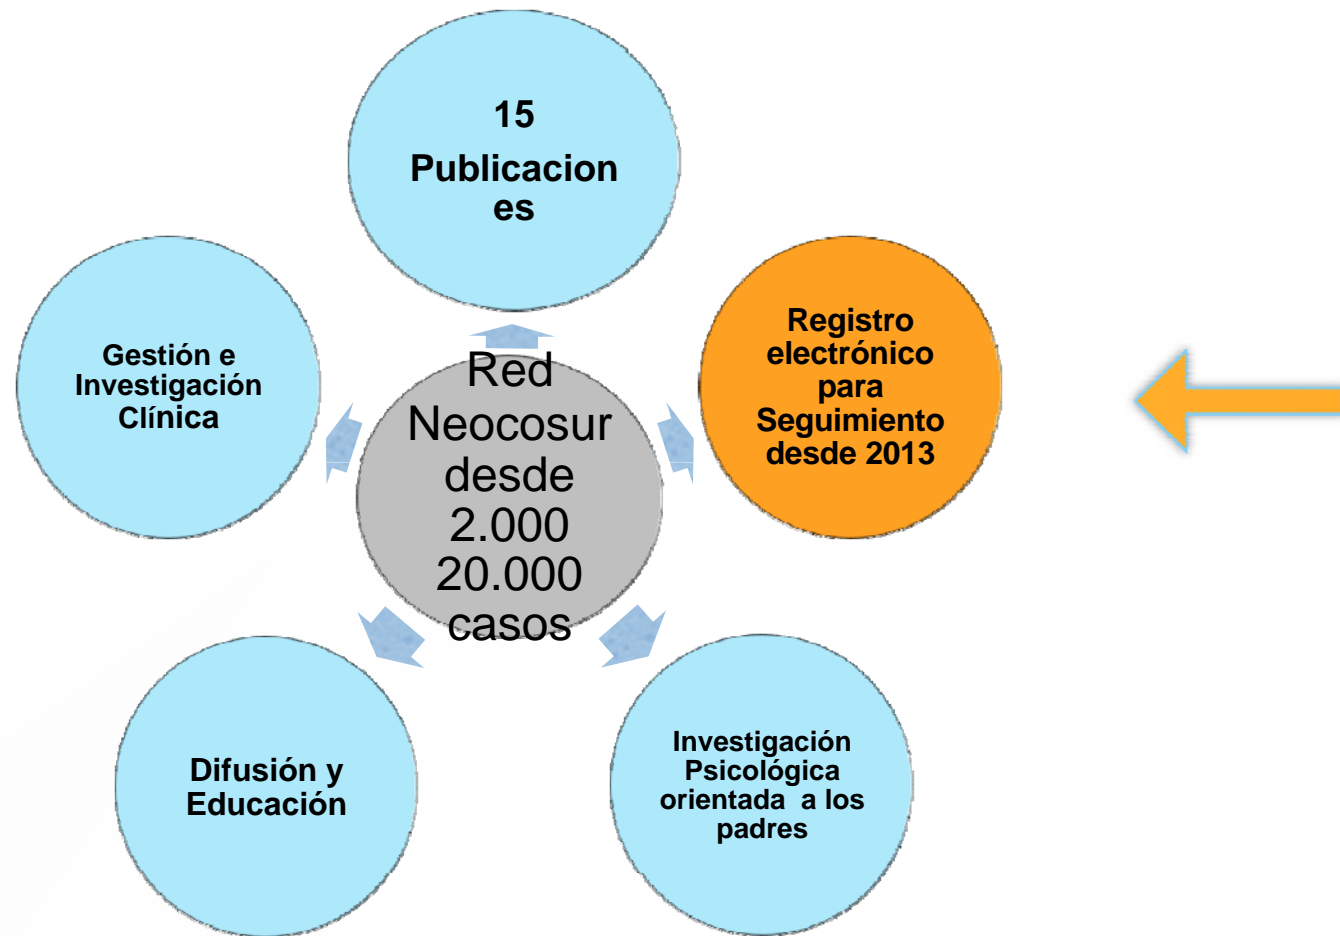 15
Publicacion
es
Gestión e
Investigación
Clínica
Red
Neocosur
desde
2.000
20.000
casos
Registro
electrónico
para
Seguimiento
desde 2013
Difusión y
Educación
Investigación
Psicológica
orientada a los
padres